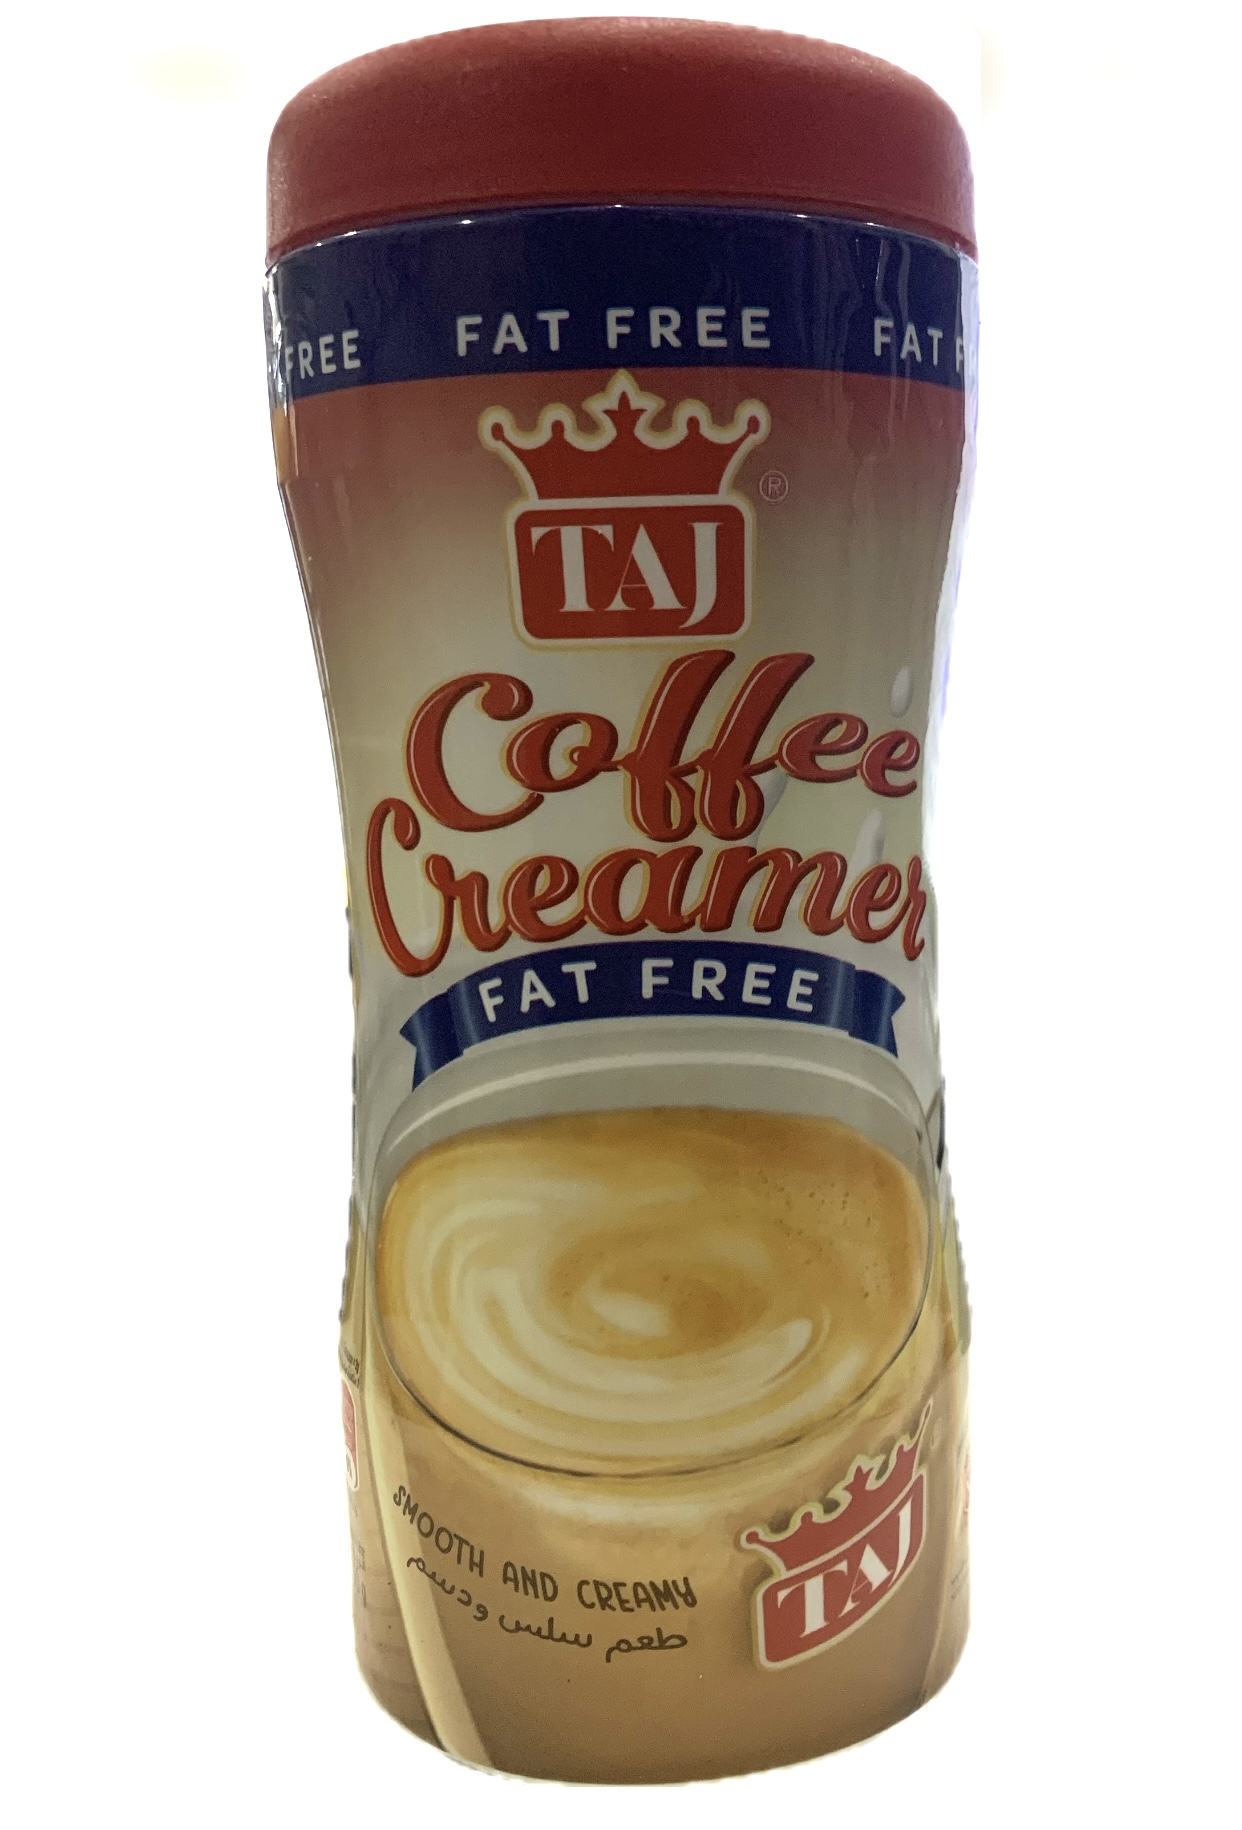 FREE FAT FREE FAT F
®
TAJ
Coffee
Creamer
FAT FREE
SMOOTH AND CREAMY
طعم سلس ودسم
TAJ